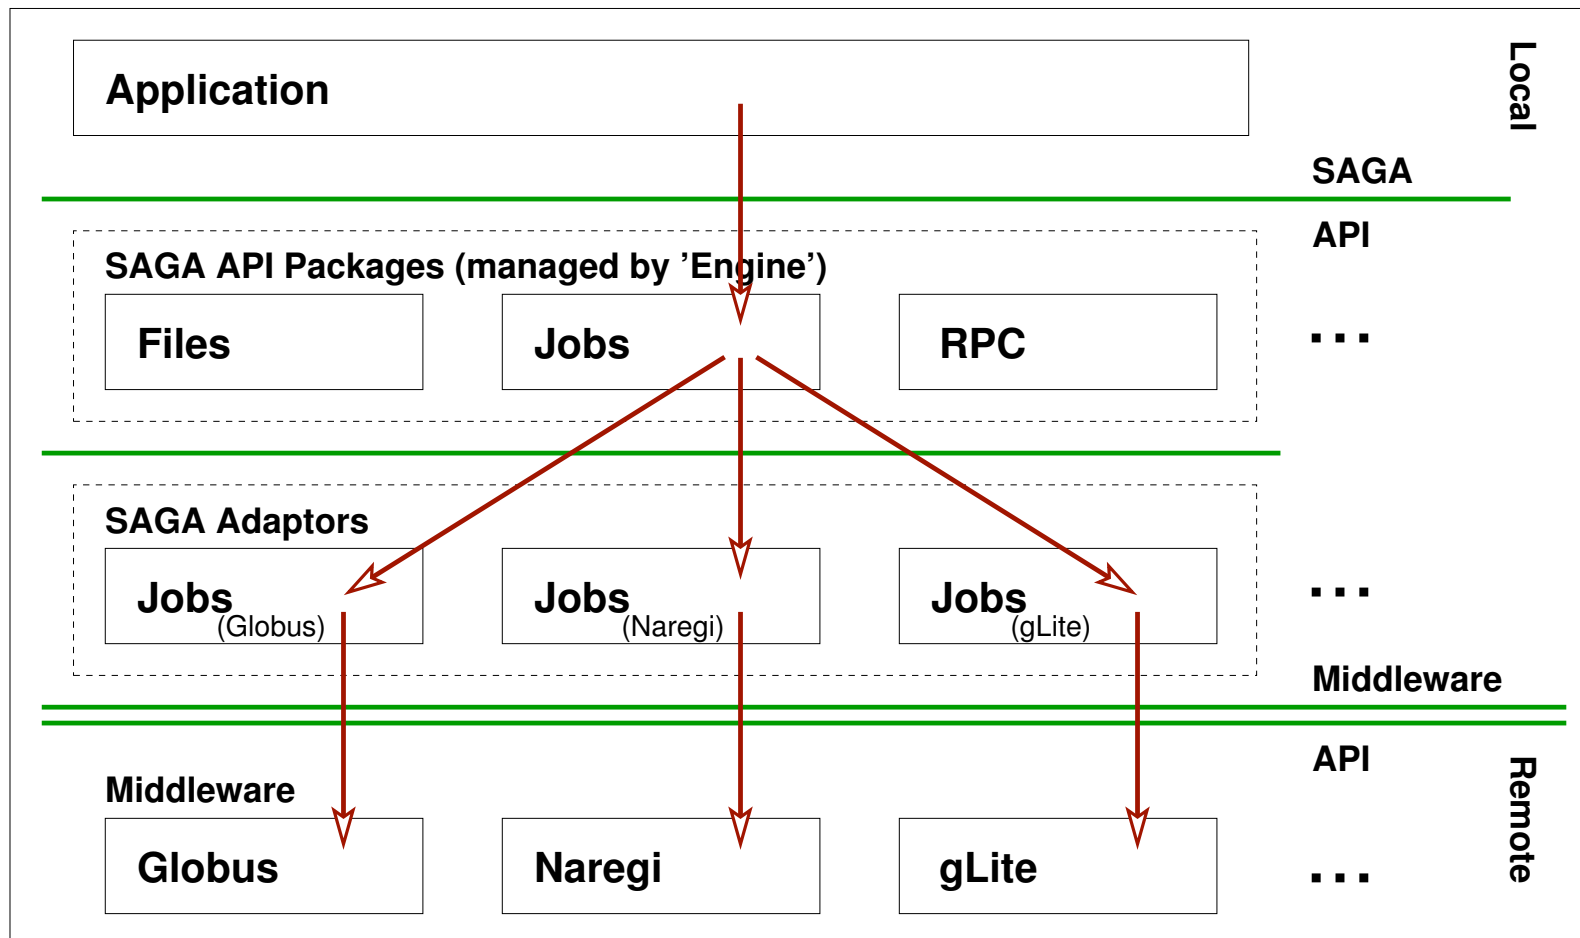 Application
Local
SAGA
API
SAGA API Packages (managed by ’Engine’)
Files
Jobs
RPC
...
SAGA Adaptors
Jobs
(Globus)
Jobs
(Naregi)
Jobs
(gLite)
...
Middleware
API
Middleware
Remote
Globus
Naregi
gLite
...